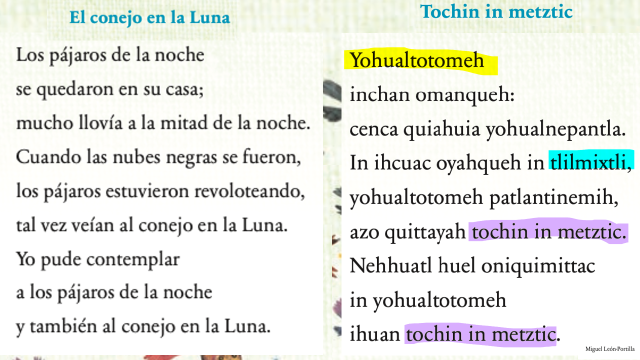 El conejo en la Luna
Los pájaros de la noche
se quedaron en su casa;
mucho llovía a la mitad de la noche.
Cuando las nubes negras se fueron,
los pájaros estuvieron revoloteando,
tal vez veían al conejo en la Luna.
Yo pude contemplar
a los pájaros de la noche
y también al conejo en la Luna.
Tochin in metztic
Yohualtotomeh
inchan omanqueh:
cenca quiahuia yohualnepantla.
In ihcuac oyahqueh in tlilmixtli,
yohualtotomeh patlantinemih,
azo quittayah tochin in metztic.
Nehhuatl huel oniquimittac
in yohualtotomeh
ihuan tochin in metztic.
Miguel León-Portilla